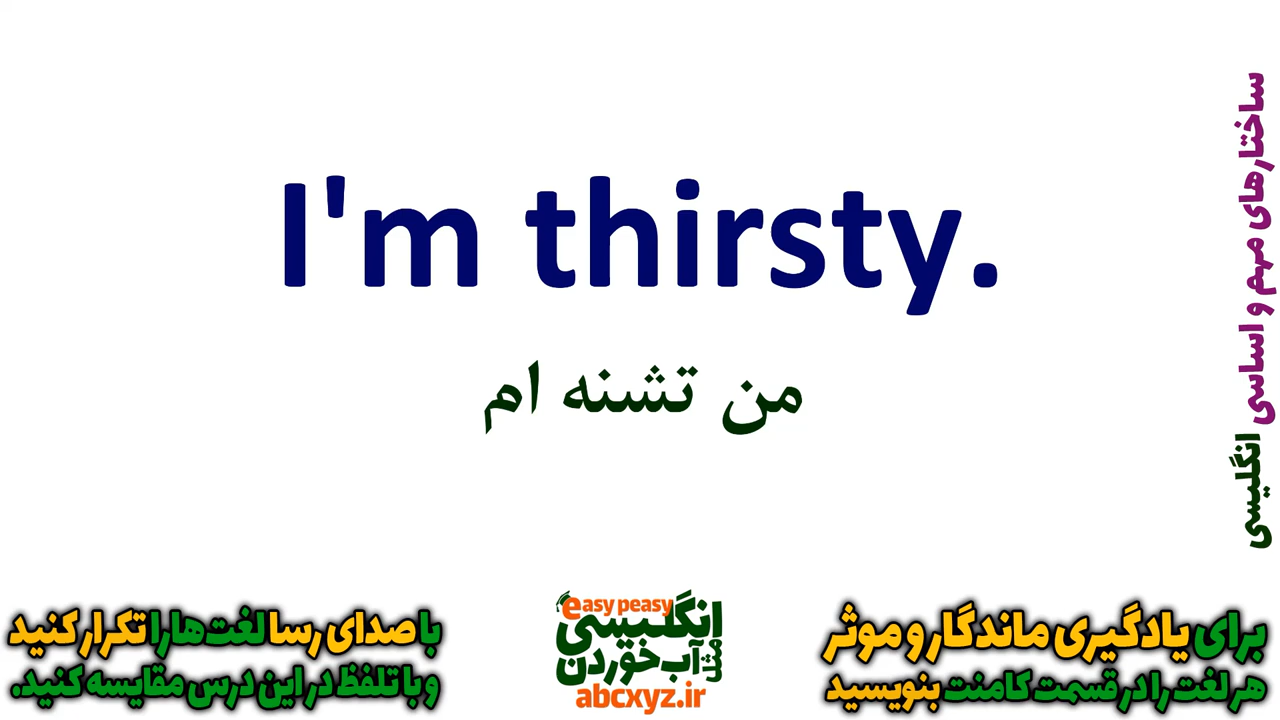 I'm thirsty.
من تشنه ام
ساختارهای مهم و اساسی انگلیسی
برای یادگیری ماندگار و موثر
هر لغت را در قسمت کامنت بنویسید
easy peasy
انگلیسی
مثل آب خوردن
abcxyz.ir
با صدای رسا لغت‌ها را تکرار کنید
و با تلفظ در این درس مقایسه کنید.